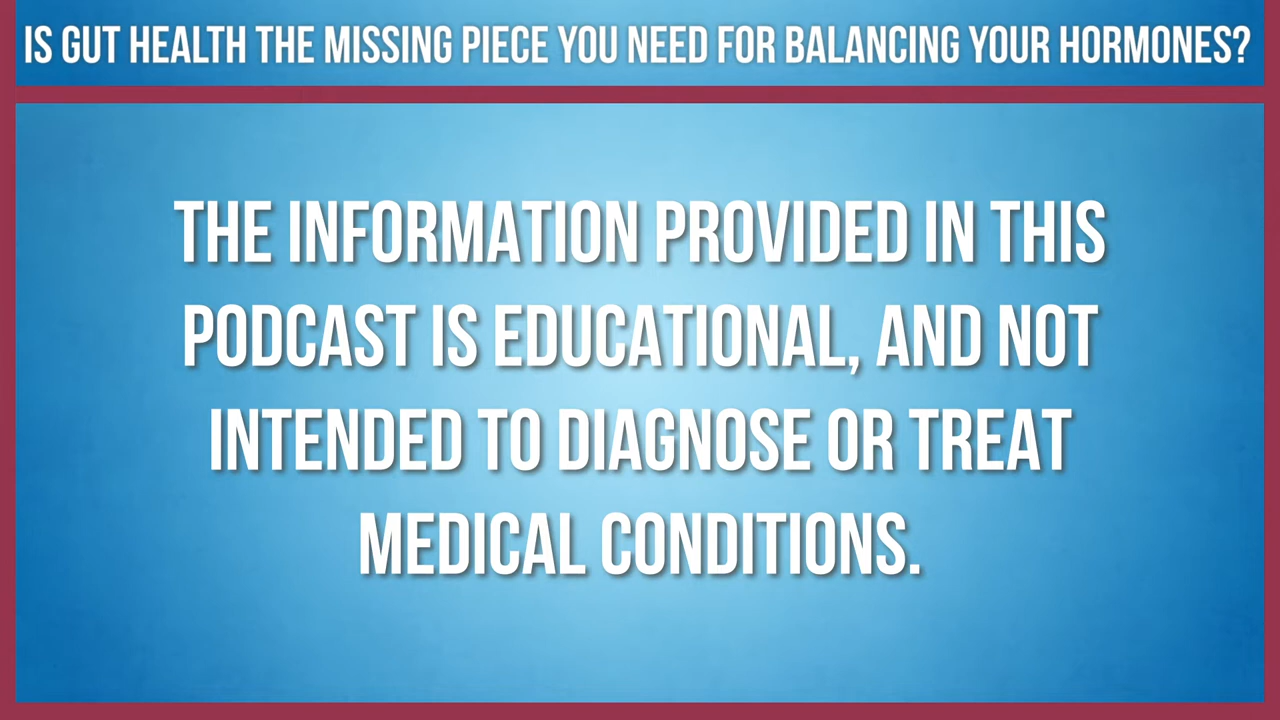 IS GUT HEALTH THE MISSING PIECE YOU NEED FOR BALANCING YOUR HORMONES?
THE INFORMATION PROVIDED IN THIS
PODCAST IS EDUCATIONAL, AND NOT
INTENDED TO DIAGNOSE OR TREAT
MEDICAL CONDITIONS.